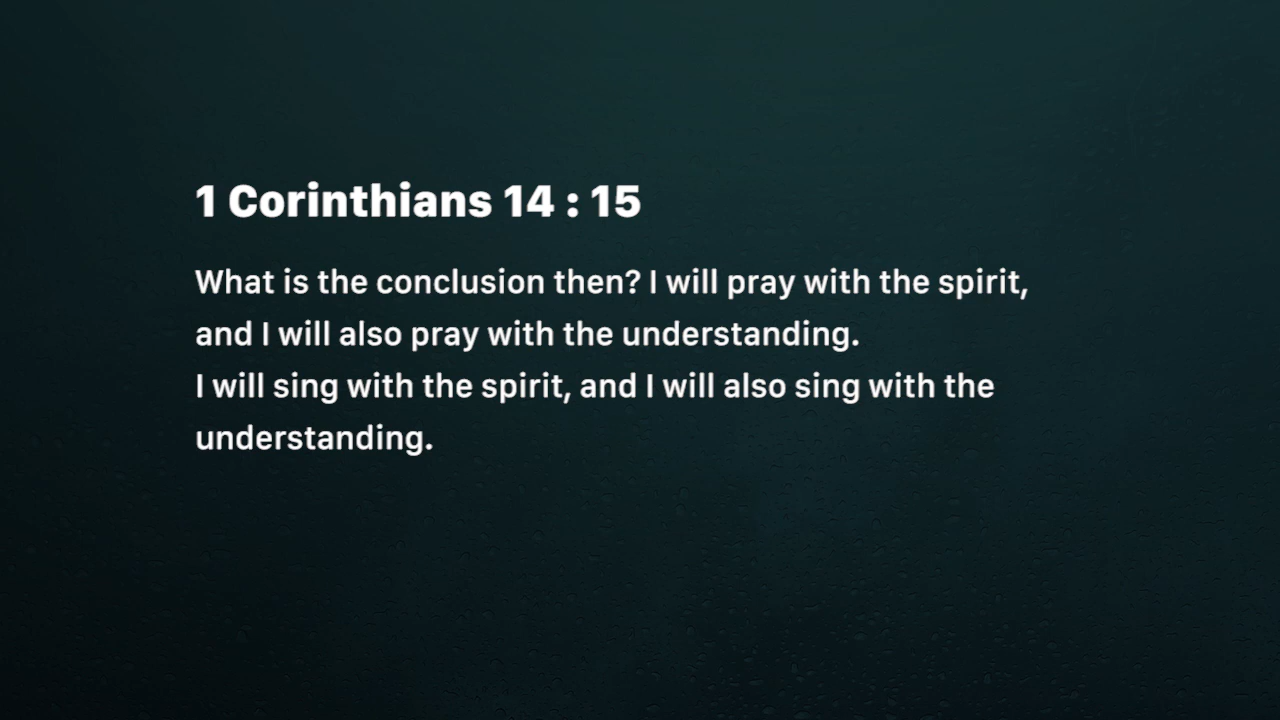 1 Corinthians 14 : 15
What is the conclusion then? I will pray with the spirit,
and I will also pray with the understanding.
I will sing with the spirit, and I will also sing with the
understanding.